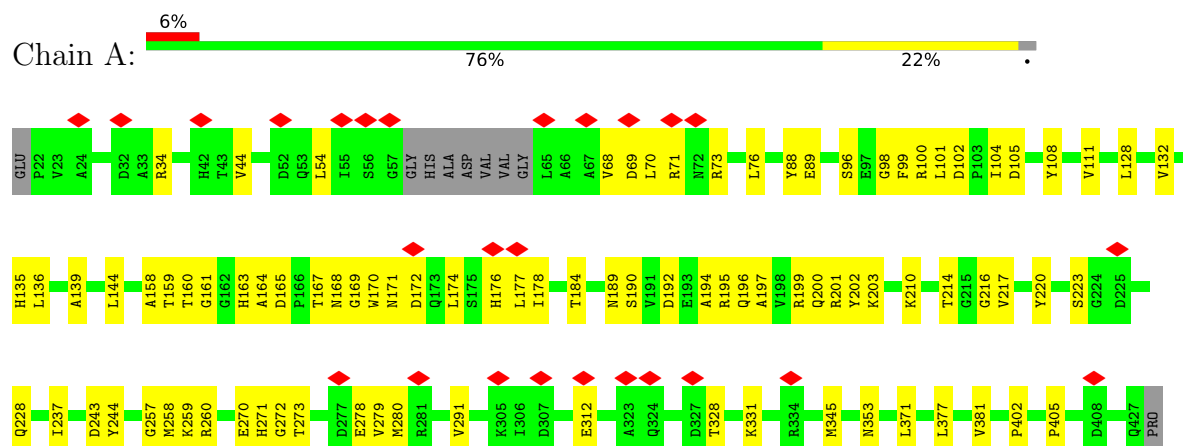 6%
Chain A:
76% 22% •
GLU P22 V23 A24 D32 A33 R34 H42 T43 V44 D52 Q53 L54 I55 S56 G57 GLY HIS ALA ASP VAL VAL GLY L65 A66 A67 V68 D69 L70 R71 N72 R73 L76 Y88 E89 S96 E97 G98 F99 R100 L101 D102 P103 I104 D105 Y108 V111 L128 V132
H135 L136 A139 L144 A158 T159 T160 G161 G162 H163 A164 D165 P166 T167 N168 G169 W170 N171 D172 Q173 L174 S175 H176 L177 I178 T184 N189 S190 V191 D192 E193 A194 R195 Q196 A197 V198 R199 Q200 R201 Y202 K203 K210 T214 G215 G216 V217 Y220 S223 G224 D225
Q228 I237 D243 Y244 G257 M258 K259 R260 E270 H271 G272 T273 D277 E278 V279 M280 R281 V291 K305 I306 D307 E312 A323 Q324 D327 T328 K331 R334 M345 N353 L371 L377 V381 P402 P405 D408 Q427 PRO